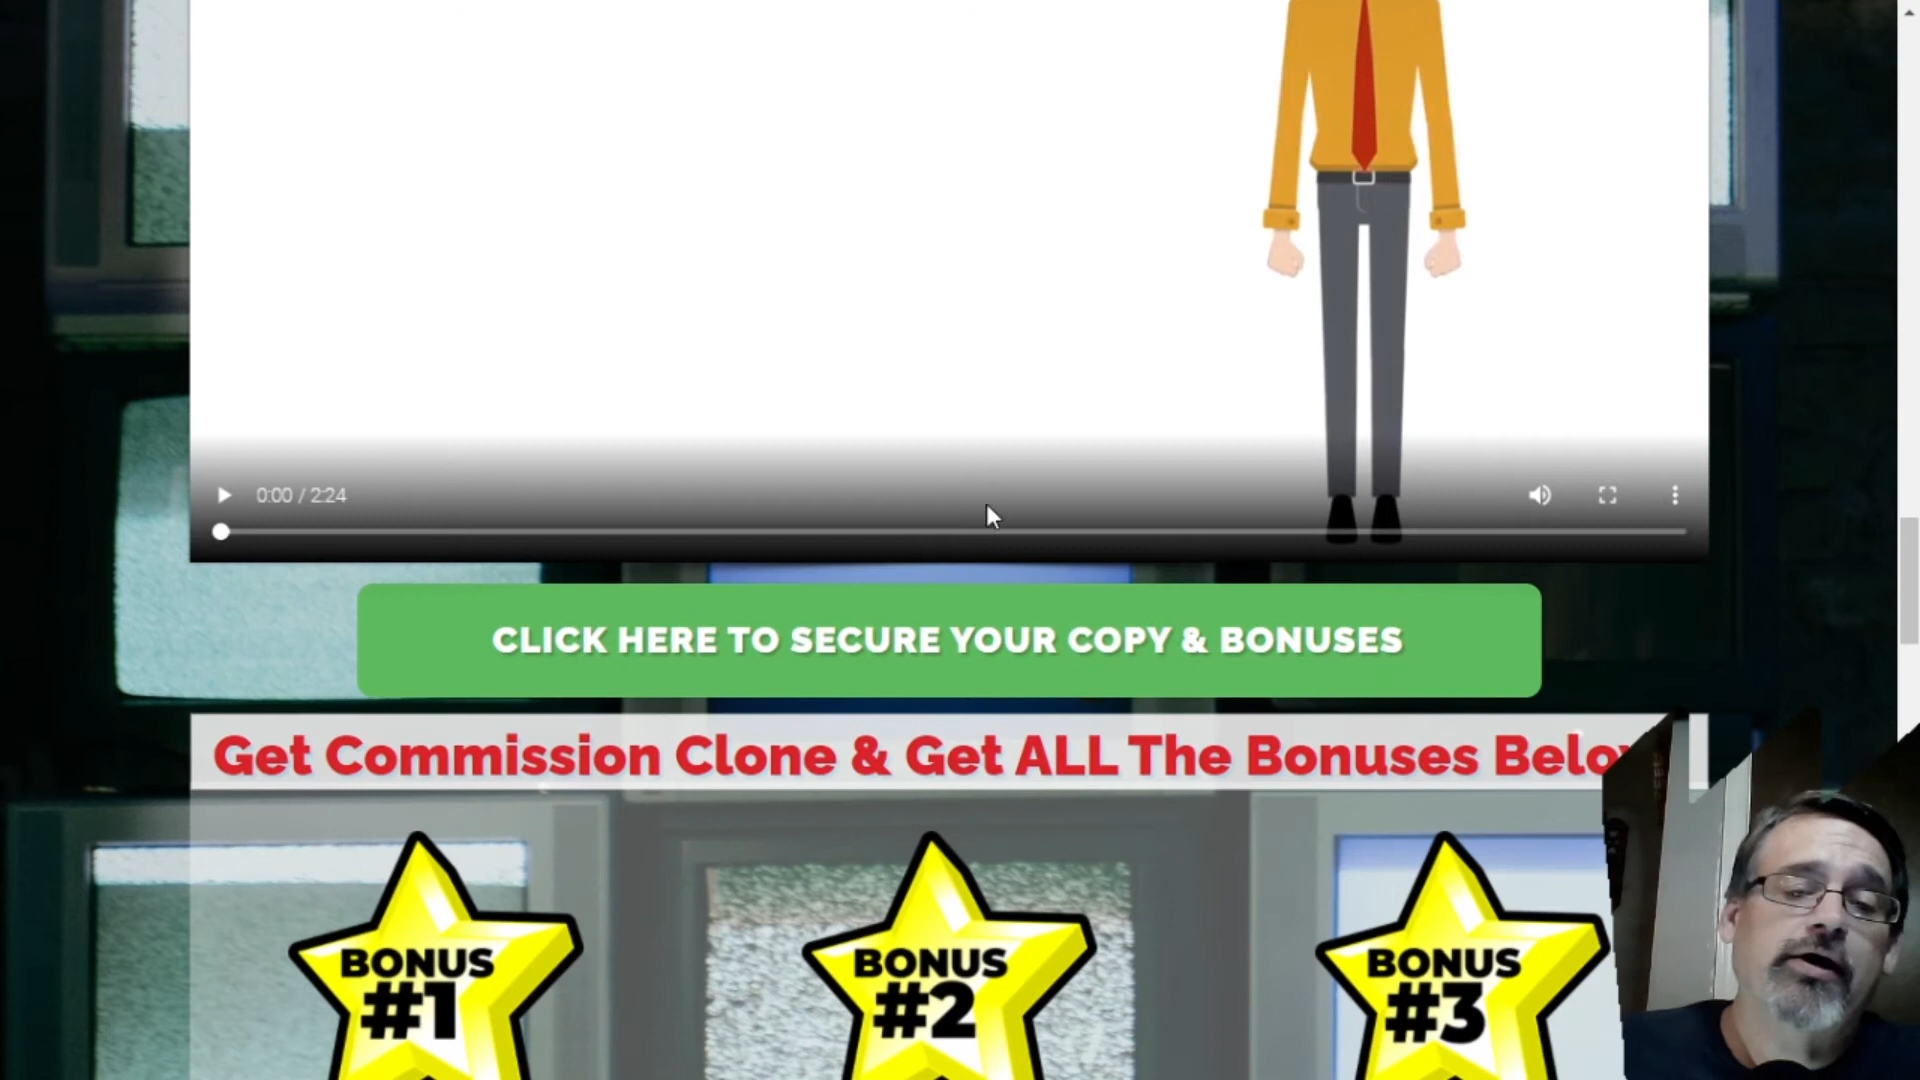 0:00 / 2:24
CLICK HERE TO SECURE YOUR COPY & BONUSES
Get Commission Clone & Get ALL The Bonuses Belo
BONUS
#1
BONUS
#2
BONUS
#3